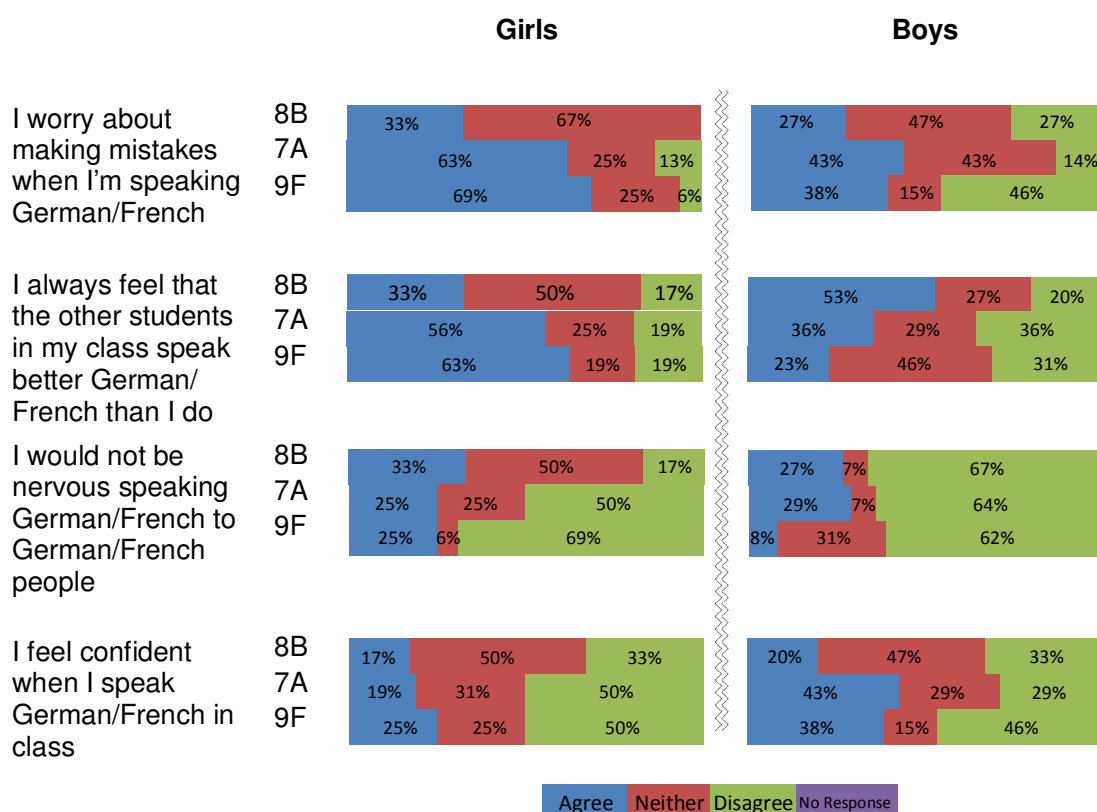 Girls Boys
I worry about
making mistakes
when I'm speaking
German/French
8B
7A
9F
33% 67%
63% 25% 13%
69% 25% 6%
27% 47% 27%
43% 43% 14%
38% 15% 46%
I always feel that
the other students
in my class speak
better German/
French than I do
8B
7A
9F
33% 50% 17%
56% 25% 19%
63% 19% 19%
53% 27% 20%
36% 29% 36%
23% 46% 31%
I would not be
nervous speaking
German/French to
German/French
people
8B
7A
9F
33% 50% 17%
25% 25% 50%
25% 6% 69%
27% 7% 67%
29% 7% 64%
8% 31% 62%
I feel confident
when I speak
German/French in
class
8B
7A
9F
17% 50% 33%
19% 31% 50%
25% 25% 50%
20% 47% 33%
43% 29% 29%
38% 15% 46%
Agree Neither Disagree No Response